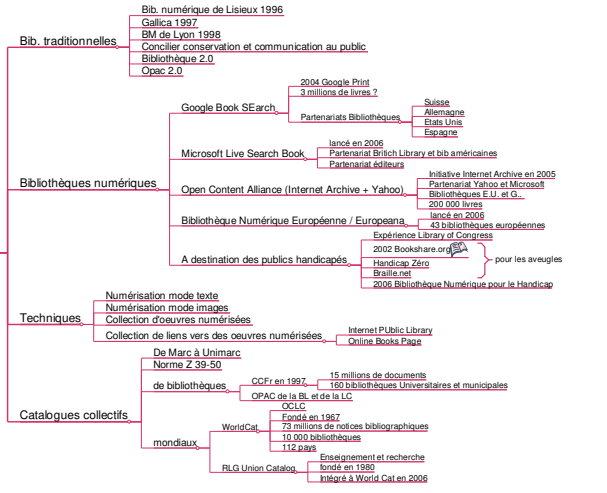 Bib. traditionnelles
Bib. numérique de Lisieux 1996
Gallica 1997
BM de Lyon 1998
Concilier conservation et communication au public
Bibliothèque 2.0
Opac 2.0
Bibliothèques numériques
Google Book SEarch
2004 Google Print
3 millions de livres ?
Partenariats Bibliothèques
Suisse
Allemagne
Etats Unis
Espagne
Microsoft Live Search Book
lancé en 2006
Partenariat Britich Library et bib américaines
Partenariat éditeurs
Open Content Alliance (Internet Archive + Yahoo)
Initiative Internet Archive en 2005
Partenariat Yahoo et Microsoft
Bibliothèques E.U. et G..
200 000 livres
Bibliothèque Numérique Européenne / Europeana
lancé en 2006
43 bibliothèques européennes
A destination des publics handicapés
Expérience Library of Congress
2002 Bookshare.org
Handicap Zéro
Braille.net
pour les aveugles
2006 Bibliothèque Numérique pour le Handicap
Techniques
Numérisation mode texte
Numérisation mode images
Collection d'oeuvres numérisées
Collection de liens vers des oeuvres numérisées
Internet PUblic Library
Online Books Page
Catalogues collectifs
De Marc à Unimarc
Norme Z 39-50
de bibliothèques
CCFr en 1997
15 millions de documents
160 bibliothèques Universitaires et municipales
OPAC de la BL et de la LC
mondiaux
WorldCat
OCLC
Fondé en 1967
73 millions de notices bibliographiques
10 000 bibliothèques
112 pays
RLG Union Catalog
Enseignement et recherche
fondé en 1980
Intégré à World Cat en 2006